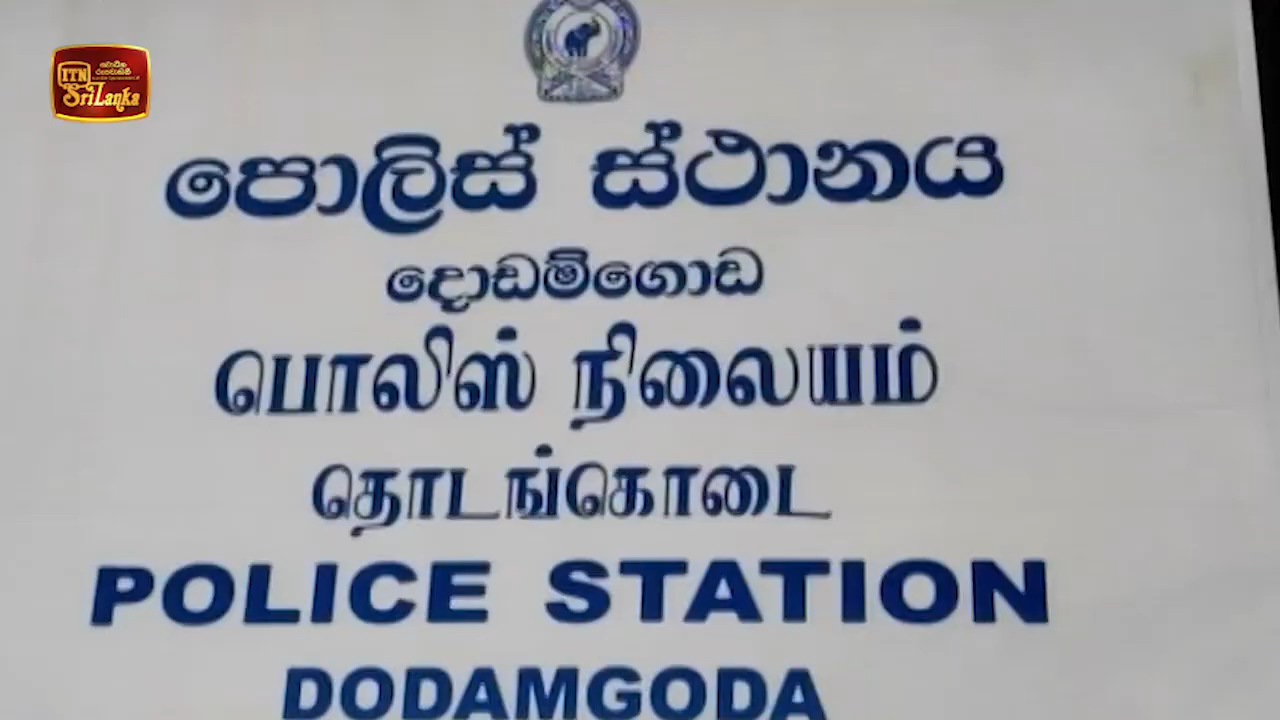 ITN
SriLanka
පොලිස් ස්ථානය
දොඩම්ගොඩ
பொலிஸ் நிலையம்
தொடங்கொடை
POLICE STATION
DODAMGODA